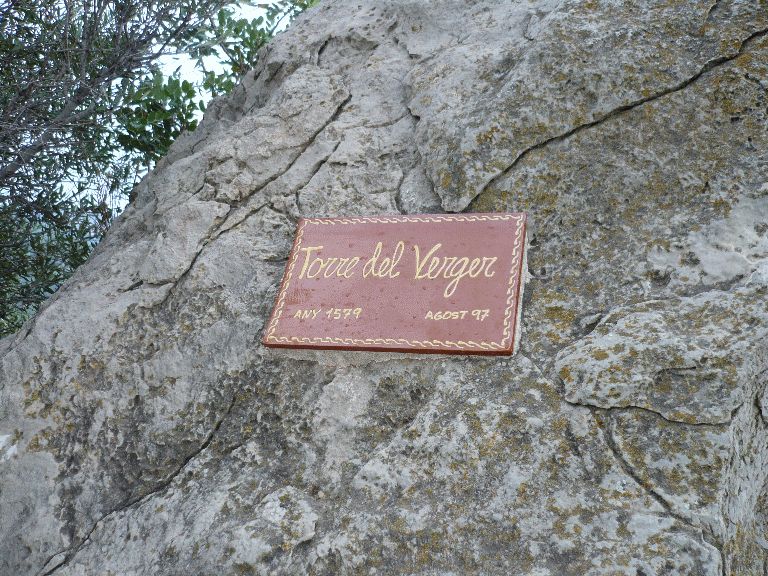 Torre del Verger
ANY 1579 AGOST 97